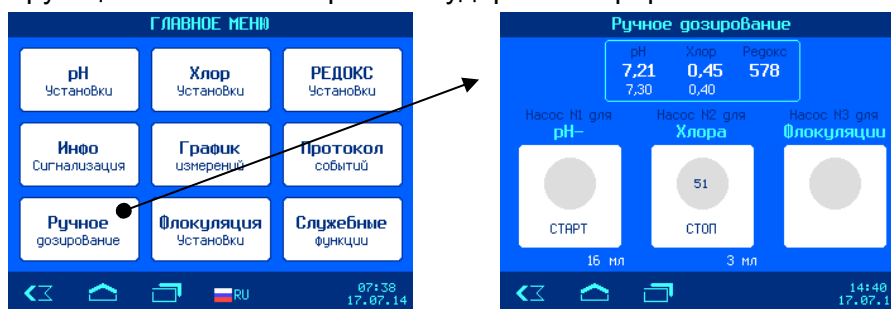 ГЛАВНОЕ МЕНЮ
pH
Установки
Хлор
Установки
РЕДОКС
Установки
Инфо
Сигнализация
График
измерений
Протокол
событий
Ручное
дозирование
Флокуляция
Установки
Служебные
функции
RU
07:38
17.07.14
Ручное дозирование
pH Хлор Редокс
7,21 0,45 578
7,30 0,40
Насос N1 для
pH-
Насос N2 для
Хлора
Насос N3 для
Флокуляции
СТАРТ
51
СТОП
16 мл
3 мл
14:40
17.07.1